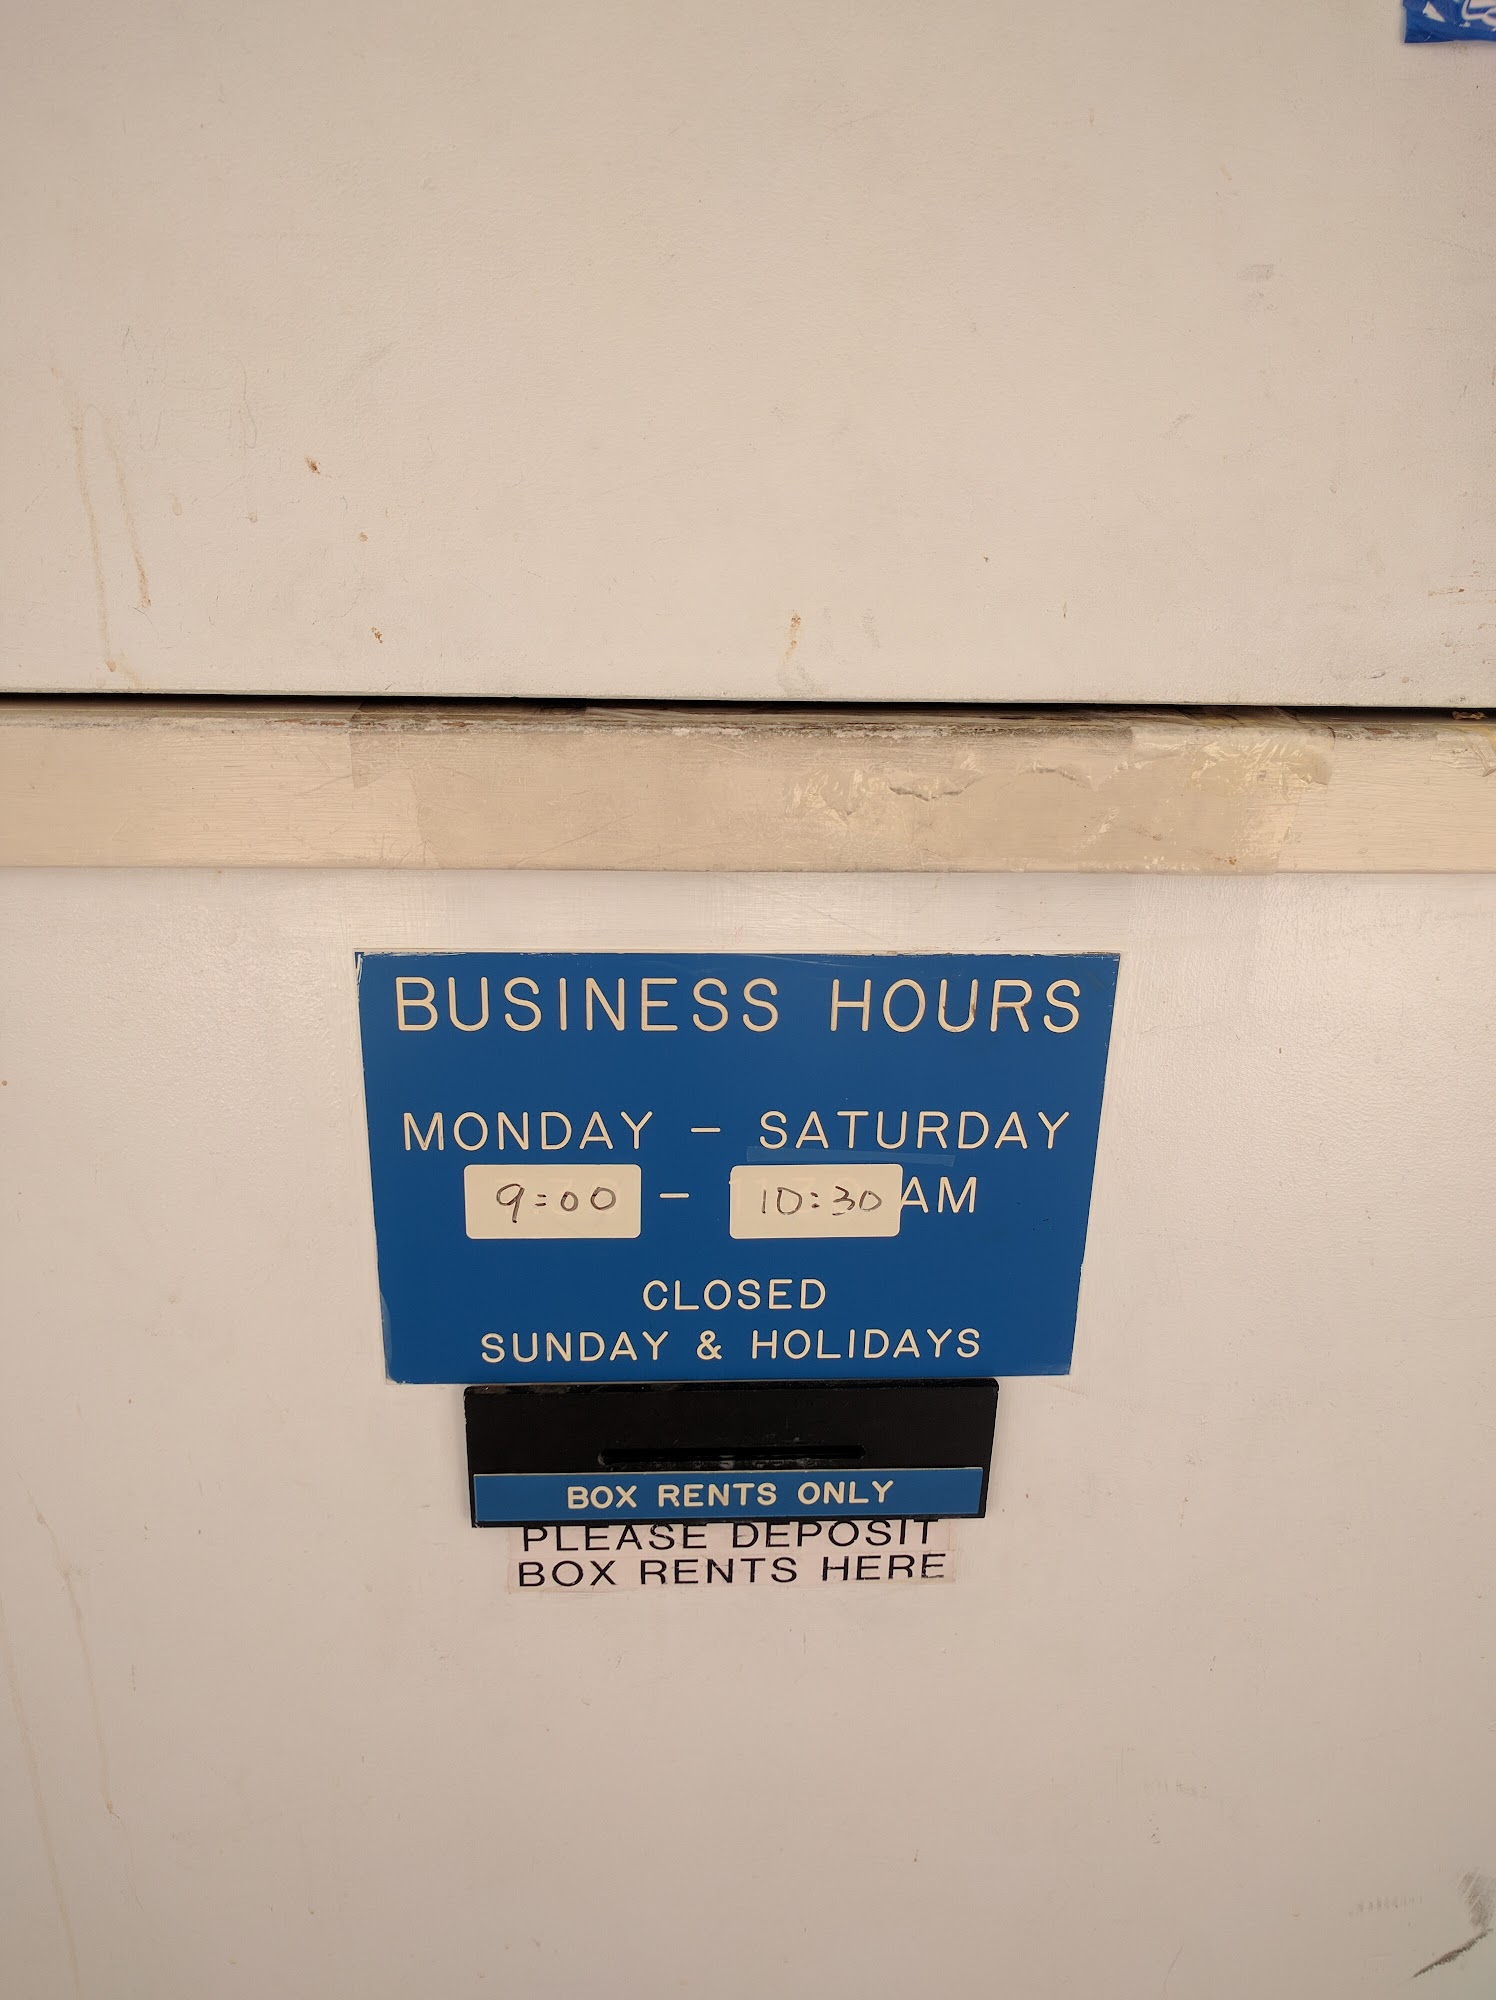 BUSINESS HOURS
MONDAY – SATURDAY
9:00 – 10:30 AM
CLOSED
SUNDAY & HOLIDAYS
BOX RENTS ONLY
PLEASE DEPOSIT
BOX RENTS HERE